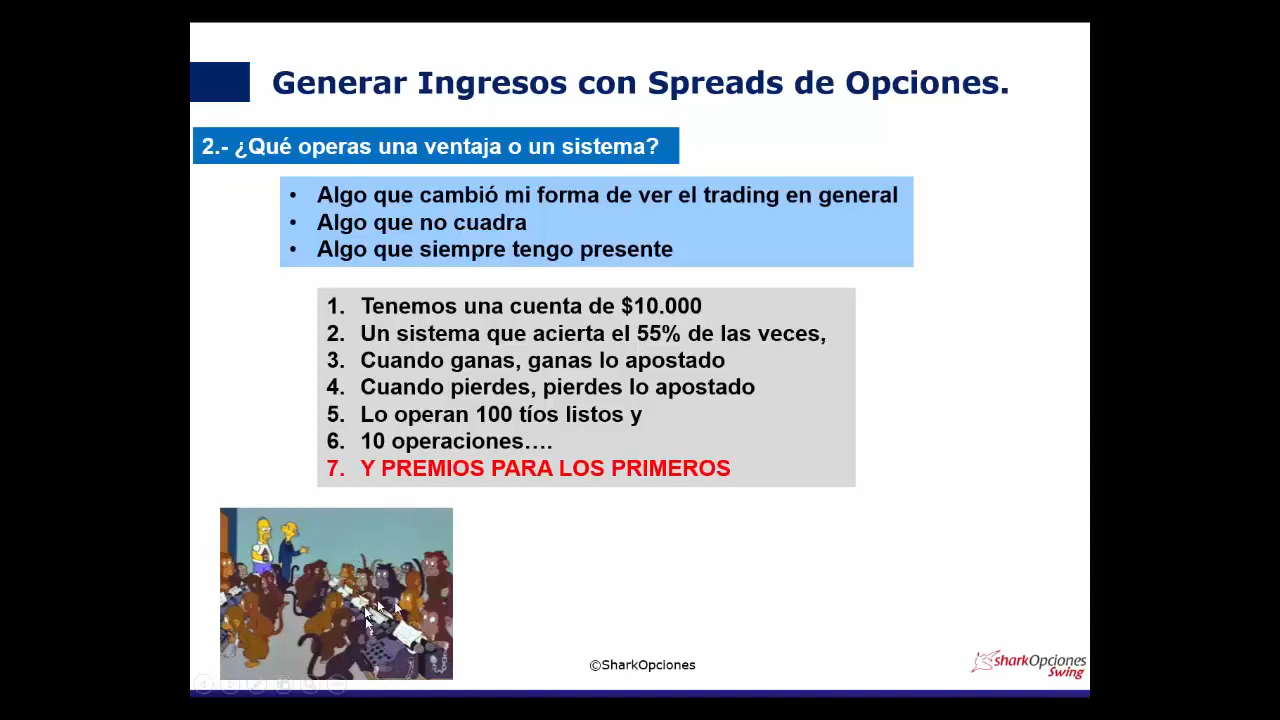 Generar Ingresos con Spreads de Opciones.
2.- ¿Qué operas una ventaja o un sistema?
• Algo que cambió mi forma de ver el trading en general
• Algo que no cuadra
• Algo que siempre tengo presente
1. Tenemos una cuenta de $10.000
2. Un sistema que acierta el 55% de las veces,
3. Cuando ganas, ganas lo apostado
4. Cuando pierdes, pierdes lo apostado
5. Lo operan 100 tíos listos y
6. 10 operaciones….
7. Y PREMIOS PARA LOS PRIMEROS
©SharkOpciones
sharkOpciones
Swing